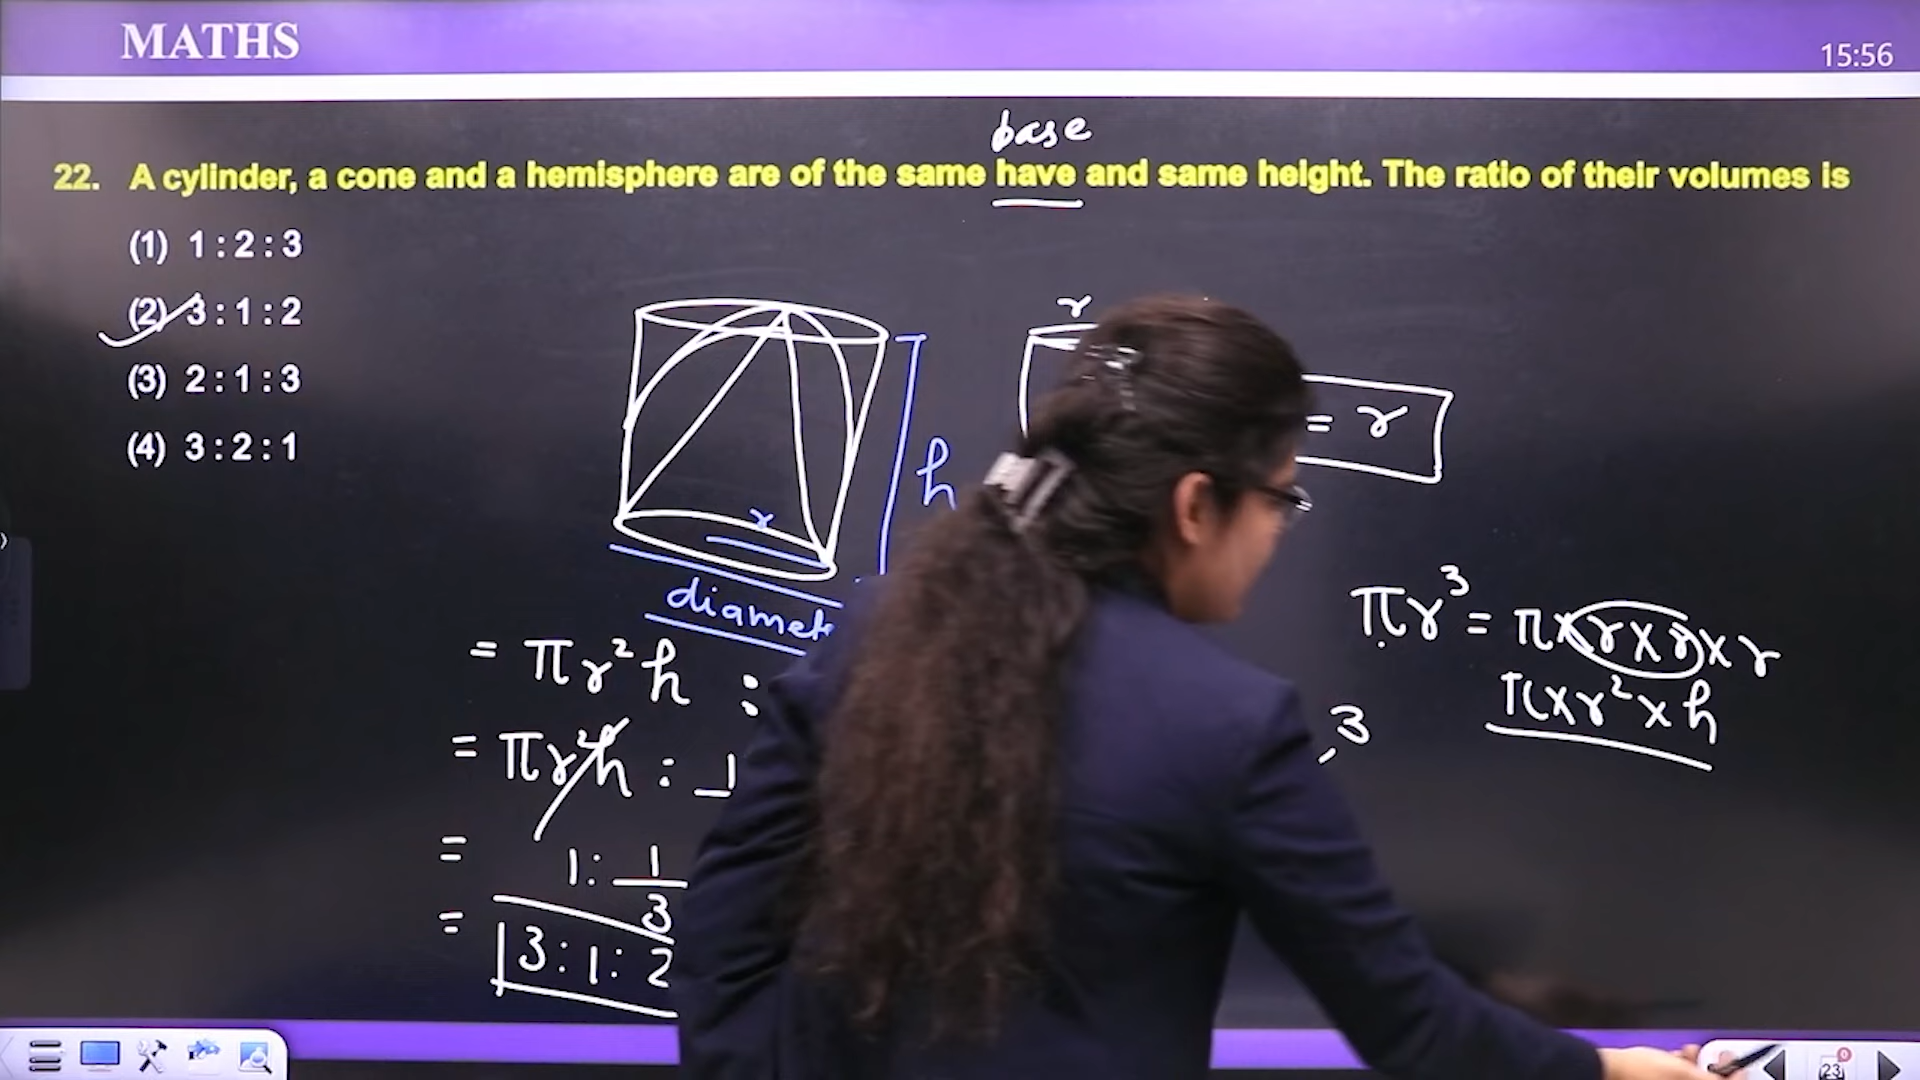 MATHS
15:56
base
22. A cylinder, a cone and a hemisphere are of the same have and same height. The ratio of their volumes is
(1) 1 : 2 : 3
(2) 3 : 1 : 2
(3) 2 : 1 : 3
(4) 3 : 2 : 1
r
= r
h
r
diamet
πr³ = π×r×r×r
π×r²×h
= πr²h :
= πr²h : 1
3
= 1 : 1/3
= 3 : 1 : 2
23